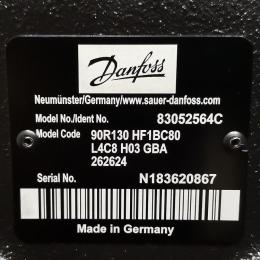 Danfoss
Neumünster/Germany/www.sauer-danfoss.com
Model No./Ident No. 83052564C
Model Code 90R130 HF1BC80
L4C8 H03 GBA
262624
Serial No. N183620867
Made in Germany